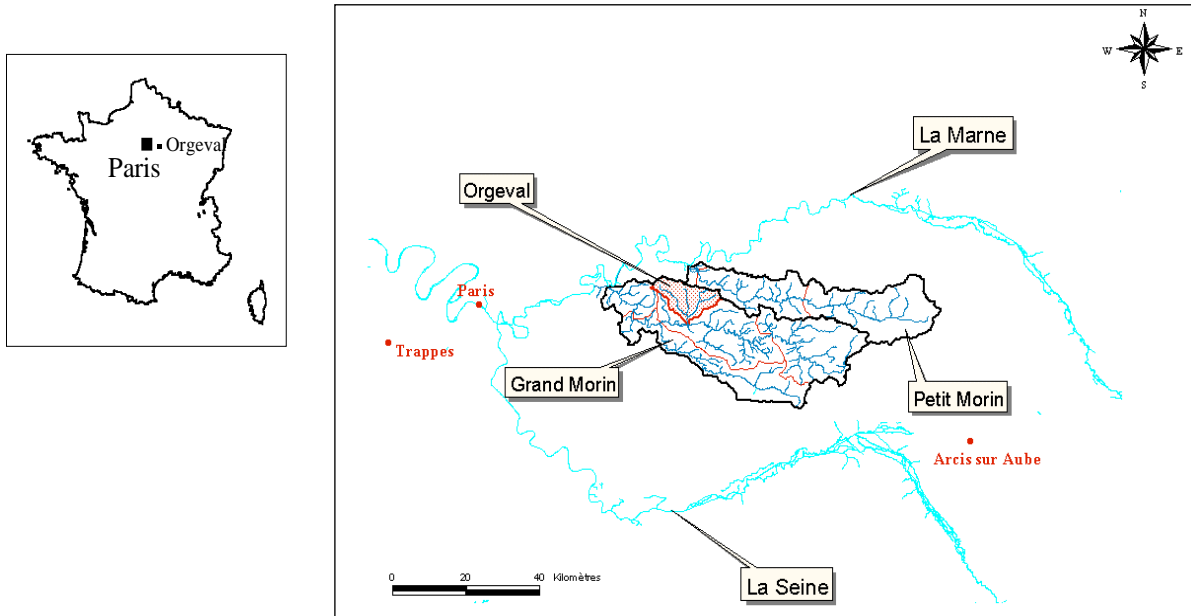 Orgeval
Paris
N
W E
S
La Marne
Orgeval
Paris
Trappes
Grand Morin
Petit Morin
Arcis sur Aube
0 20 40 Kilomètres
La Seine